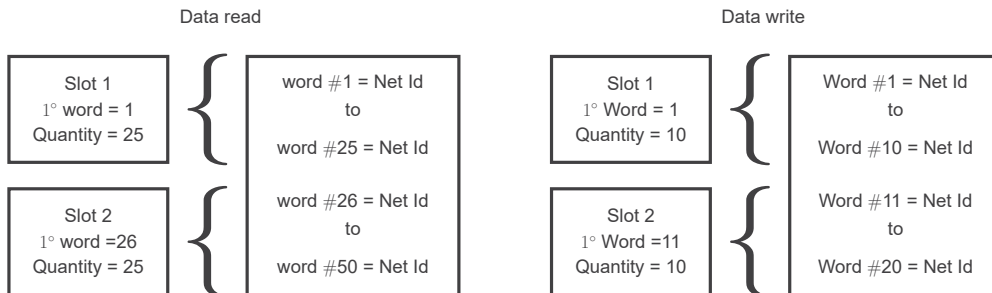 Data read
Slot 1
1° word = 1
Quantity = 25
word #1 = Net Id
to
word #25 = Net Id
Slot 2
1° word =26
Quantity = 25
word #26 = Net Id
to
word #50 = Net Id
Data write
Slot 1
1° Word = 1
Quantity = 10
Word #1 = Net Id
to
Word #10 = Net Id
Slot 2
1° Word =11
Quantity = 10
Word #11 = Net Id
to
Word #20 = Net Id